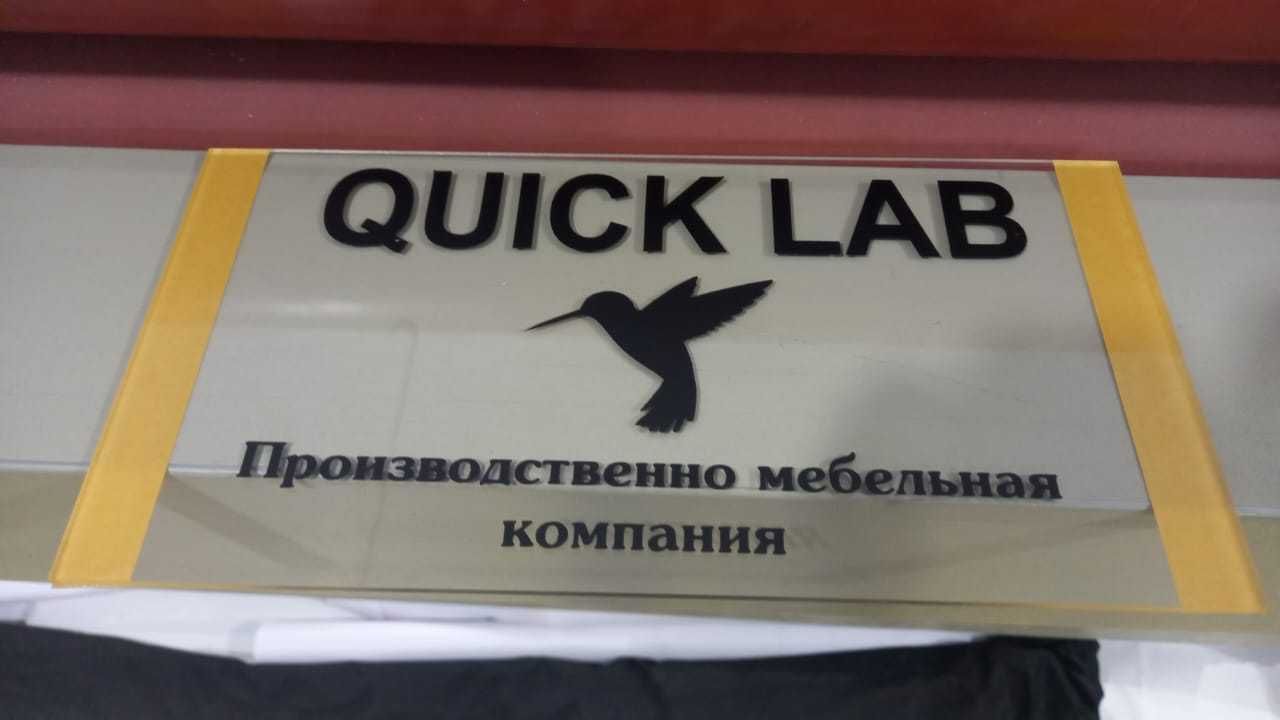 QUICK LAB
Производственно мебельная
компания